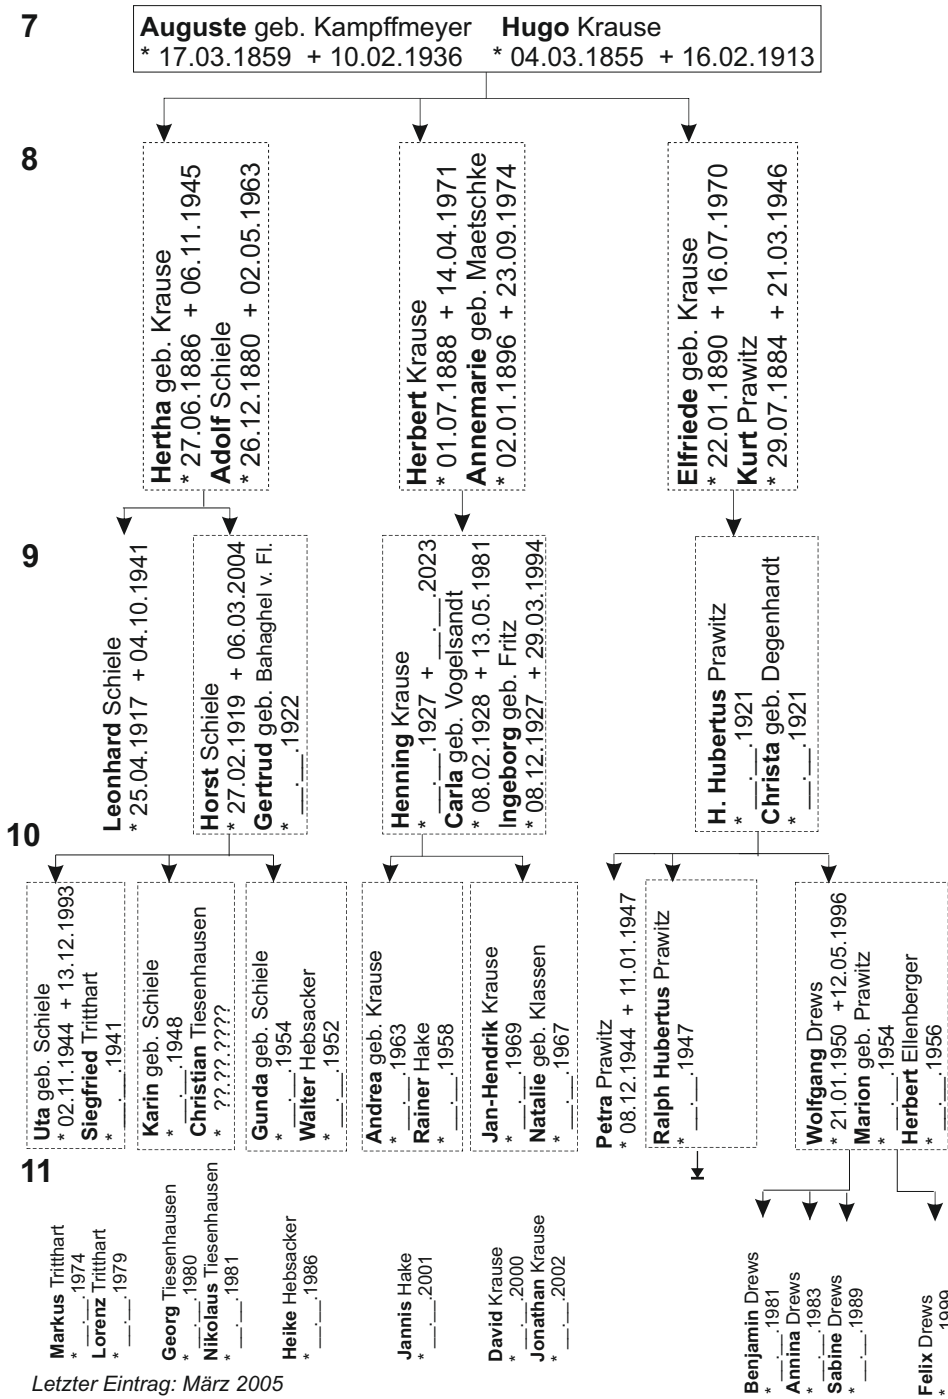 7
Auguste geb. Kampffmeyer Hugo Krause
* 17.03.1859 + 10.02.1936 * 04.03.1855 + 16.02.1913
8
Hertha geb. Krause
* 27.06.1886 + 06.11.1945
Adolf Schiele
* 26.12.1880 + 02.05.1963
Herbert Krause
* 01.07.1888 + 14.04.1971
Annemarie geb. Maetschke
* 02.01.1896 + 23.09.1974
Elfriede geb. Krause
* 22.01.1890 + 16.07.1970
Kurt Prawitz
* 29.07.1884 + 21.03.1946
9
Leonhard Schiele
* 25.04.1917 + 04.10.1941
Horst Schiele
* 27.02.1919 + 06.03.2004
Gertrud geb. Bahaghel v. Fl.
* __.__.1922
Henning Krause
* __.__.1927 + __.__.2023
Carla geb. Vogelsandt
* 08.02.1928 + 13.05.1981
Ingeborg geb. Fritz
* 08.12.1927 + 29.03.1994
H. Hubertus Prawitz
* __.__.1921
Christa geb. Degenhardt
* __.__.1921
10
Uta geb. Schiele
* 02.11.1944 + 13.12.1993
Siegfried Tritthart
* __.__.1941
Karin geb. Schiele
* __.__.1948
Christian Tiesenhausen
* ??.??.????
Gunda geb. Schiele
* __.__.1954
Walter Hebsacker
* __.__.1952
Andrea geb. Krause
* __.__.1963
Rainer Hake
* __.__.1958
Jan-Hendrik Krause
* __.__.1969
Natalie geb. Klassen
* __.__.1967
Petra Prawitz
* 08.12.1944 + 11.01.1947
Ralph Hubertus Prawitz
* __.__.1947
Wolfgang Drews
* 21.01.1950 +12.05.1996
Marion geb. Prawitz
* __.__.1954
Herbert Ellenberger
* __.__.1956
11
Markus Tritthart
* __.__.1974
Lorenz Tritthart
* __.__.1979
Georg Tiesenhausen
* __.__.1980
Nikolaus Tiesenhausen
* __.__.1981
Heike Hebsacker
* __.__.1986
Jannis Hake
* __.__.2001
David Krause
* __.__.2000
Jonathan Krause
* __.__.2002
Benjamin Drews
* __.__.1981
Annina Drews
* __.__.1983
Sabine Drews
* __.__.1989
Felix Drews
* __.__.1999
Letzter Eintrag: März 2005